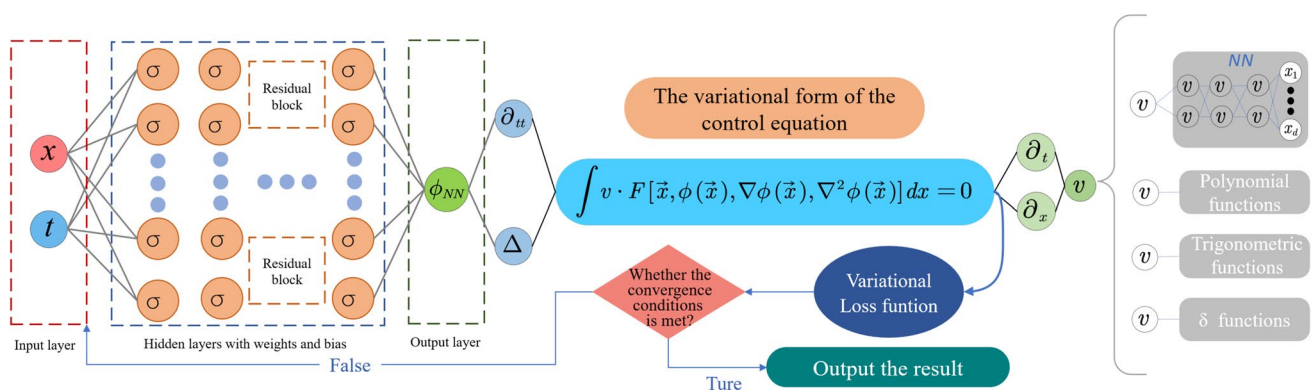 x
t
σ
σ
σ
σ
σ
σ
σ
σ
Residual
block
Residual
block
σ
σ
σ
σ
ϕ_NN
∂_tt
Δ
The variational form of the
control equation
∫ v · F[x⃗, ϕ(x⃗), ∇ϕ(x⃗), ∇²ϕ(x⃗)]dx = 0
∂_t
∂_x
v
Whether the
convergence
conditions
is met?
Variational
Loss funtion
Output the result
False
Ture
Input layer
Hidden layers with weights and bias
Output layer
NN
v
v
v
v
v
v
v
x₁
x_d
v
Polynomial
functions
v
Trigonometric
functions
v
δ functions